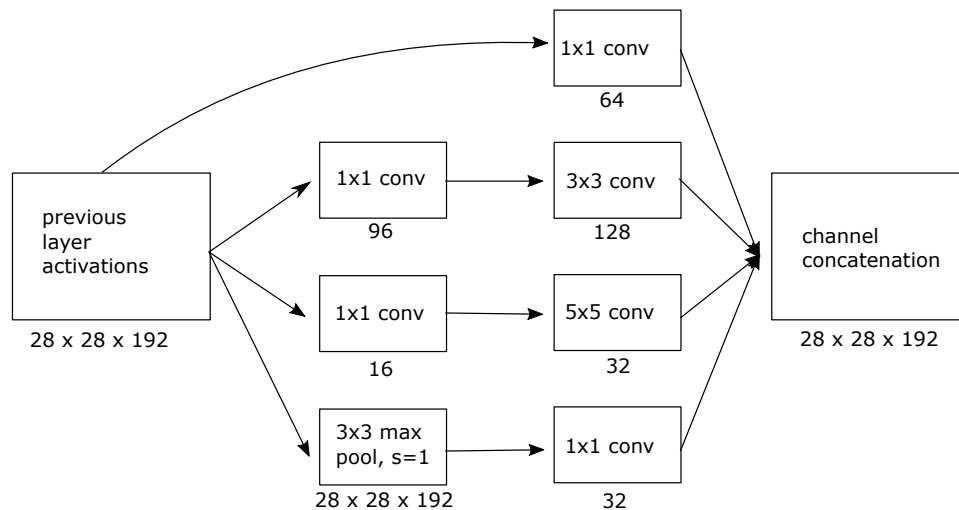 1x1 conv
64
previous
layer
activations
28 x 28 x 192
1x1 conv
96
3x3 conv
128
1x1 conv
16
5x5 conv
32
3x3 max
pool, s=1
28 x 28 x 192
1x1 conv
32
channel
concatenation
28 x 28 x 192